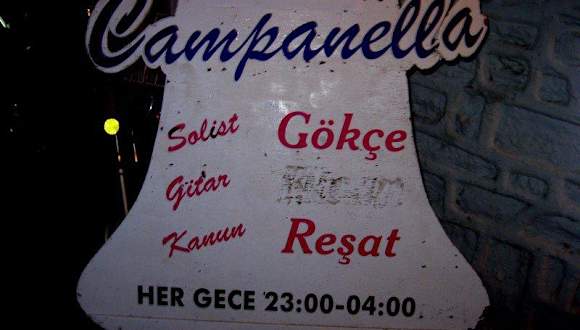 Campanella
Solist Gökçe
Gitar
Kanun Reşat
HER GECE 23:00-04:00